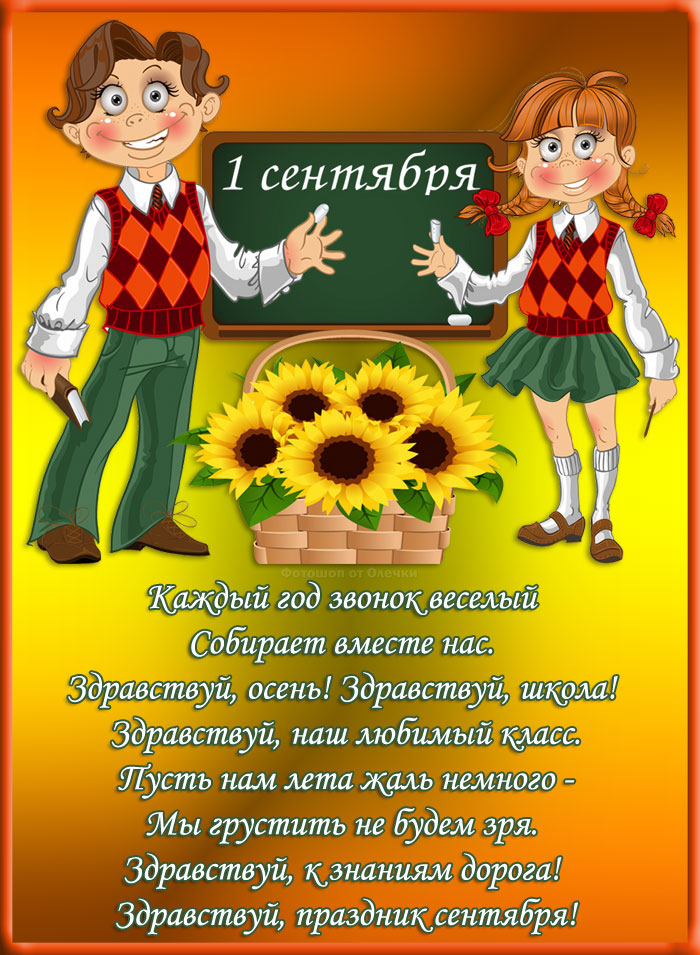 1 сентября
Фотошоп от Олечки
Каждый год звонок веселый
Собирает вместе нас.
Здравствуй, осень! Здравствуй, школа!
Здравствуй, наш любимый класс.
Пусть нам лета жаль немного -
Мы грустить не будем зря.
Здравствуй, к знаниям дорога!
Здравствуй, праздник сентября!